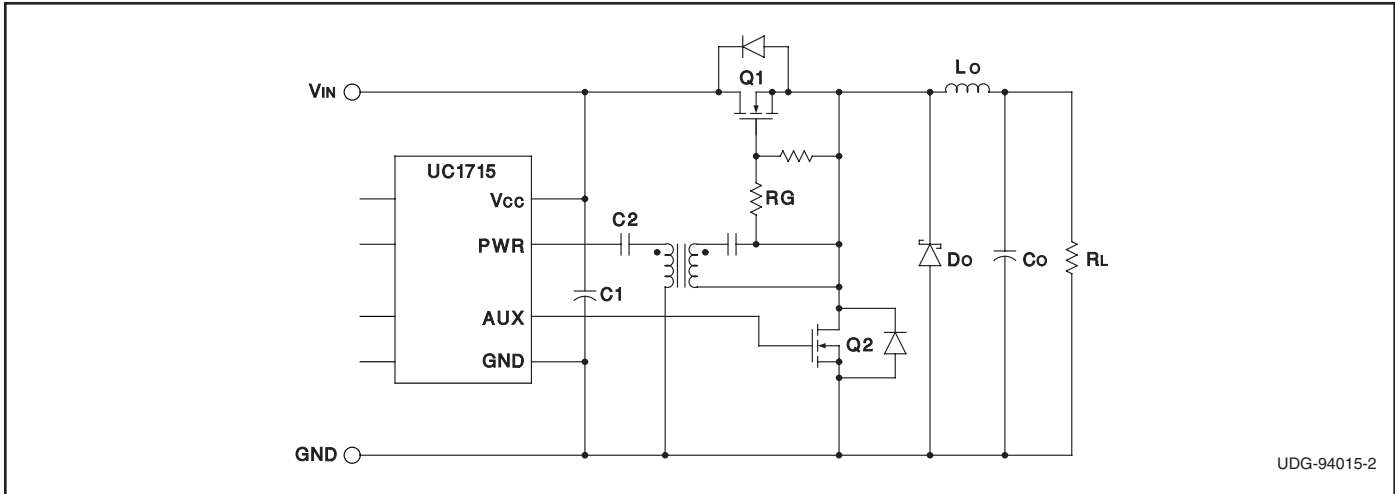 Q1
Lo
VIN
UC1715
VCC
RG
C2
PWR
Do
Co
RL
C1
AUX
Q2
GND
GND
UDG-94015-2